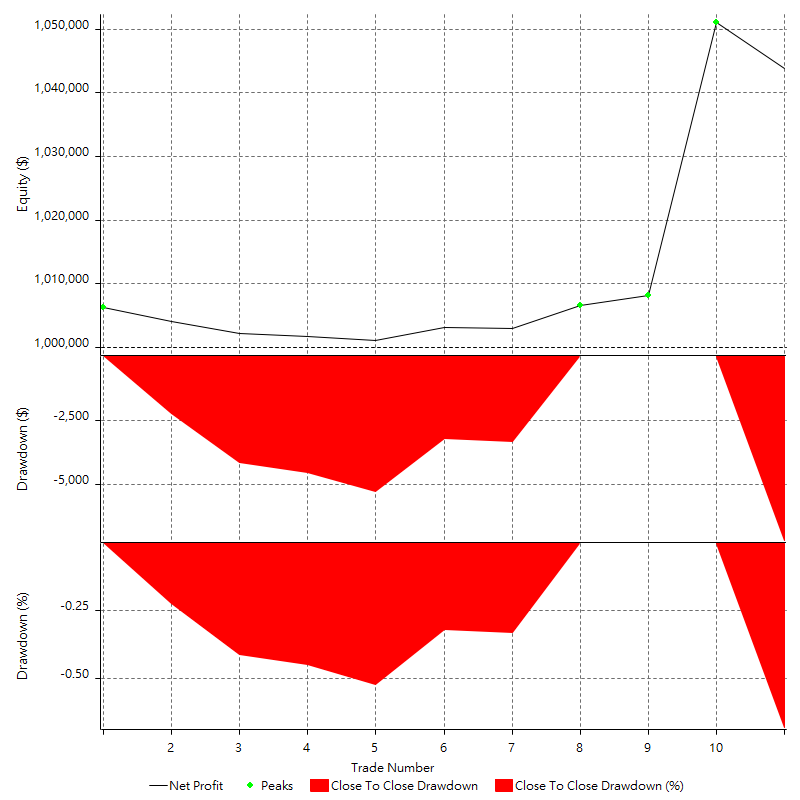 1,050,000
1,040,000
1,030,000
1,020,000
1,010,000
1,000,000
Equity ($)
-2,500
-5,000
Drawdown ($)
-0.25
-0.50
Drawdown (%)
2 3 4 5 6 7 8 9 10
Trade Number
Net Profit Peaks Close To Close Drawdown Close To Close Drawdown (%)